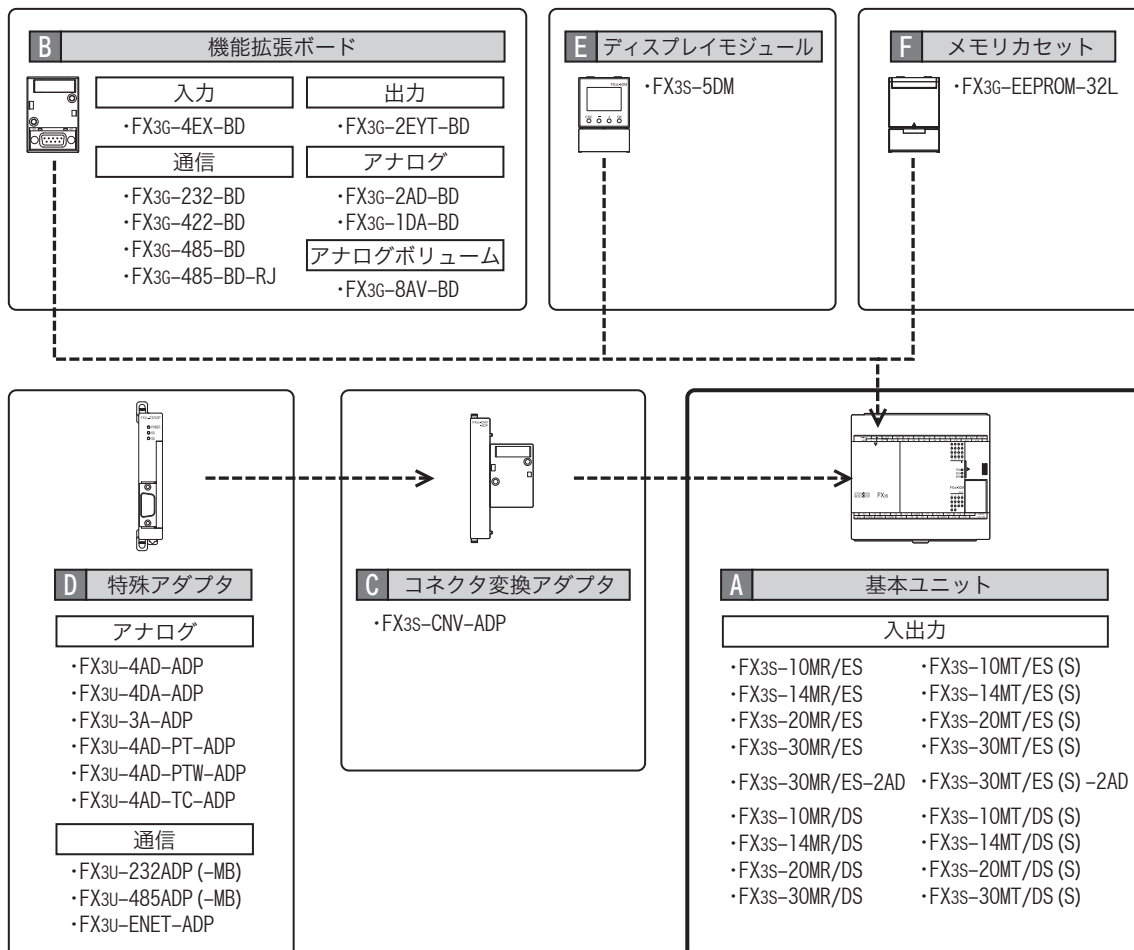 B 機能拡張ボード
入力
・FX3G-4EX-BD
通信
・FX3G-232-BD
・FX3G-422-BD
・FX3G-485-BD
・FX3G-485-BD-RJ
出力
・FX3G-2EYT-BD
アナログ
・FX3G-2AD-BD
・FX3G-1DA-BD
アナログボリューム
・FX3G-8AV-BD
E ディスプレイモジュール
・FX3S-5DM
F メモリカセット
・FX3G-EEPROM-32L
D 特殊アダプタ
アナログ
・FX3U-4AD-ADP
・FX3U-4DA-ADP
・FX3U-3A-ADP
・FX3U-4AD-PT-ADP
・FX3U-4AD-PTW-ADP
・FX3U-4AD-TC-ADP
通信
・FX3U-232ADP(-MB)
・FX3U-485ADP(-MB)
・FX3U-ENET-ADP
C コネクタ変換アダプタ
・FX3S-CNV-ADP
A 基本ユニット
入出力
・FX3S-10MR/ES ・FX3S-10MT/ES(S)
・FX3S-14MR/ES ・FX3S-14MT/ES(S)
・FX3S-20MR/ES ・FX3S-20MT/ES(S)
・FX3S-30MR/ES ・FX3S-30MT/ES(S)
・FX3S-30MR/ES-2AD ・FX3S-30MT/ES(S)-2AD
・FX3S-10MR/DS ・FX3S-10MT/DS(S)
・FX3S-14MR/DS ・FX3S-14MT/DS(S)
・FX3S-20MR/DS ・FX3S-20MT/DS(S)
・FX3S-30MR/DS ・FX3S-30MT/DS(S)